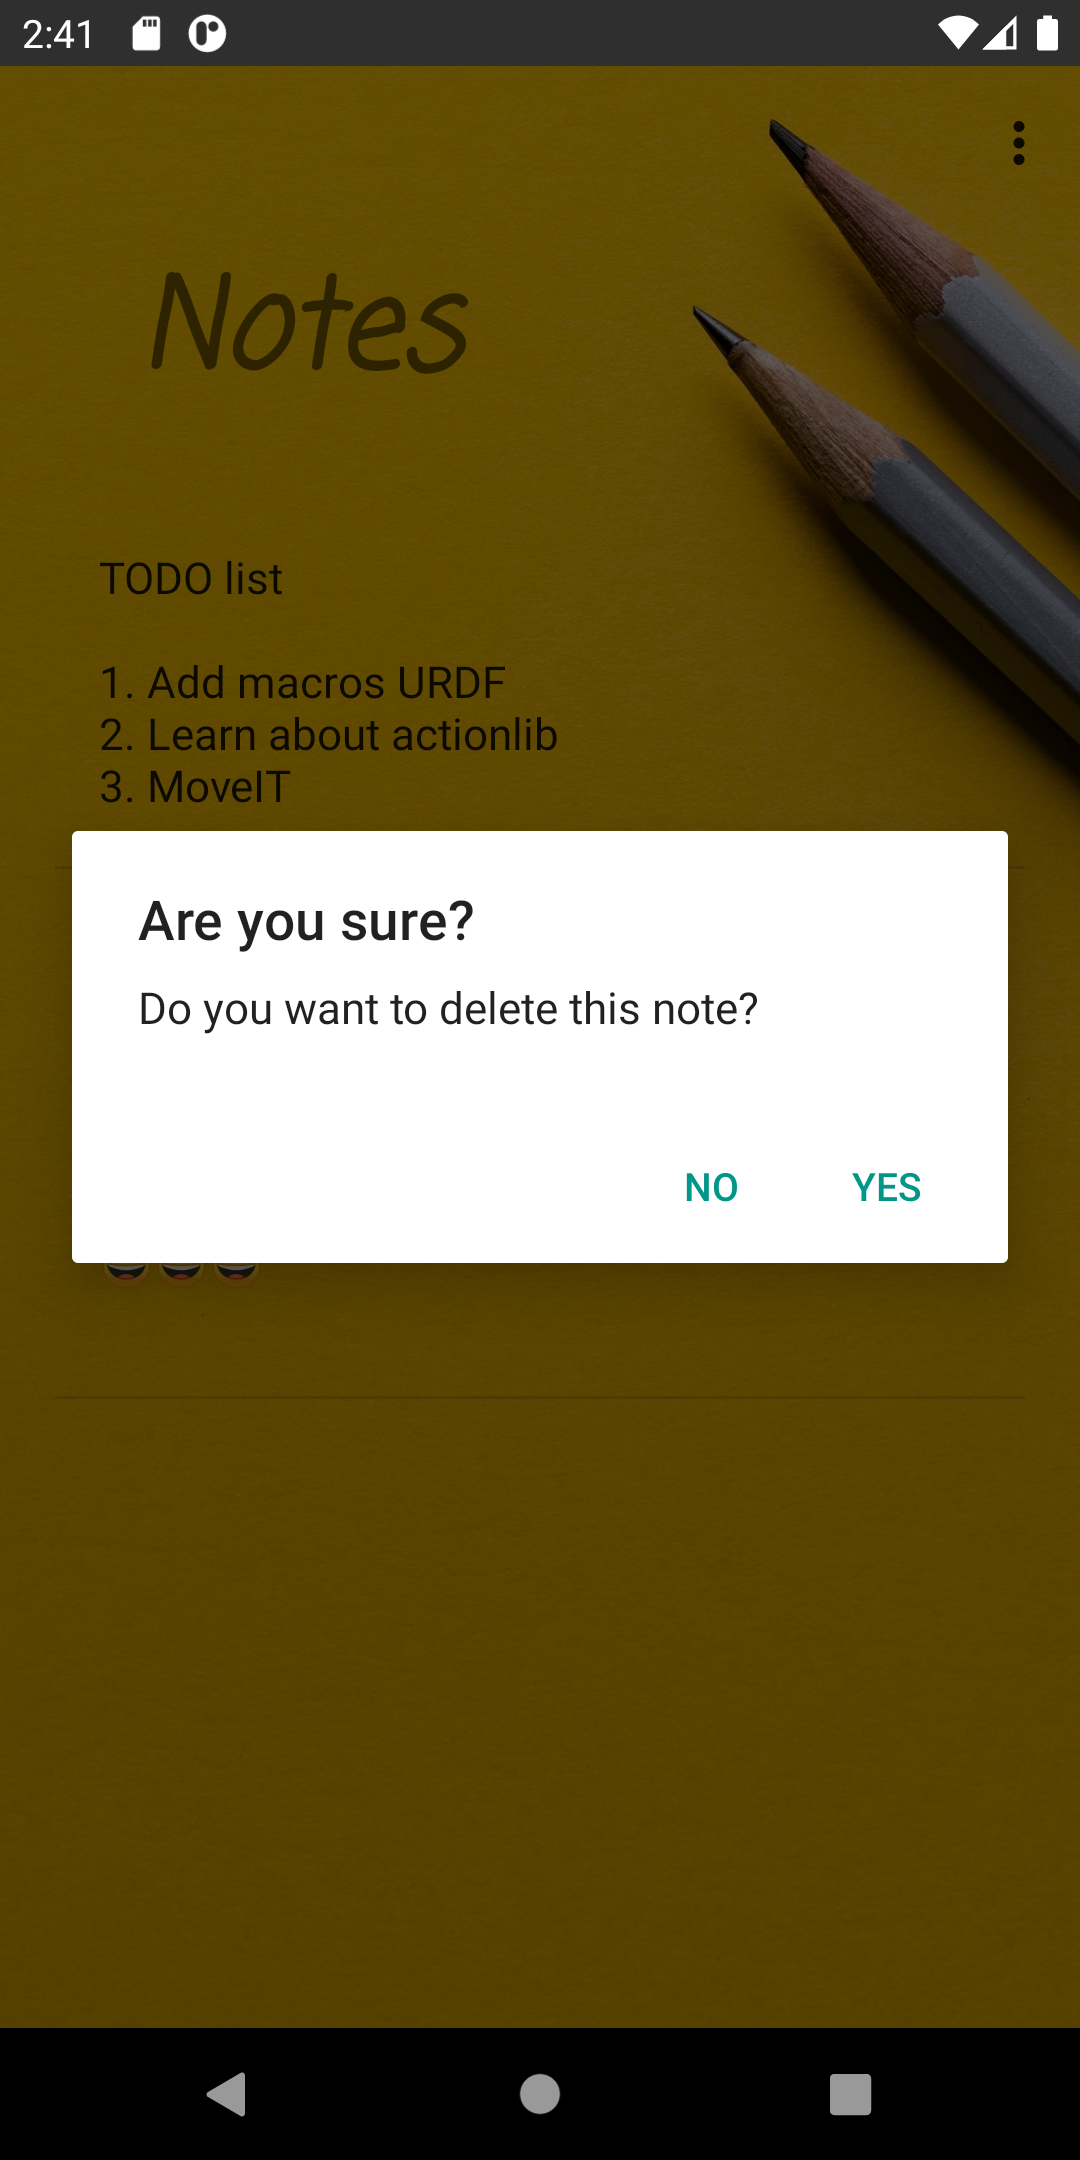 2:41
Notes
TODO list
1. Add macros URDF
2. Learn about actionlib
3. MoveIT
Are you sure?
Do you want to delete this note?
NO YES